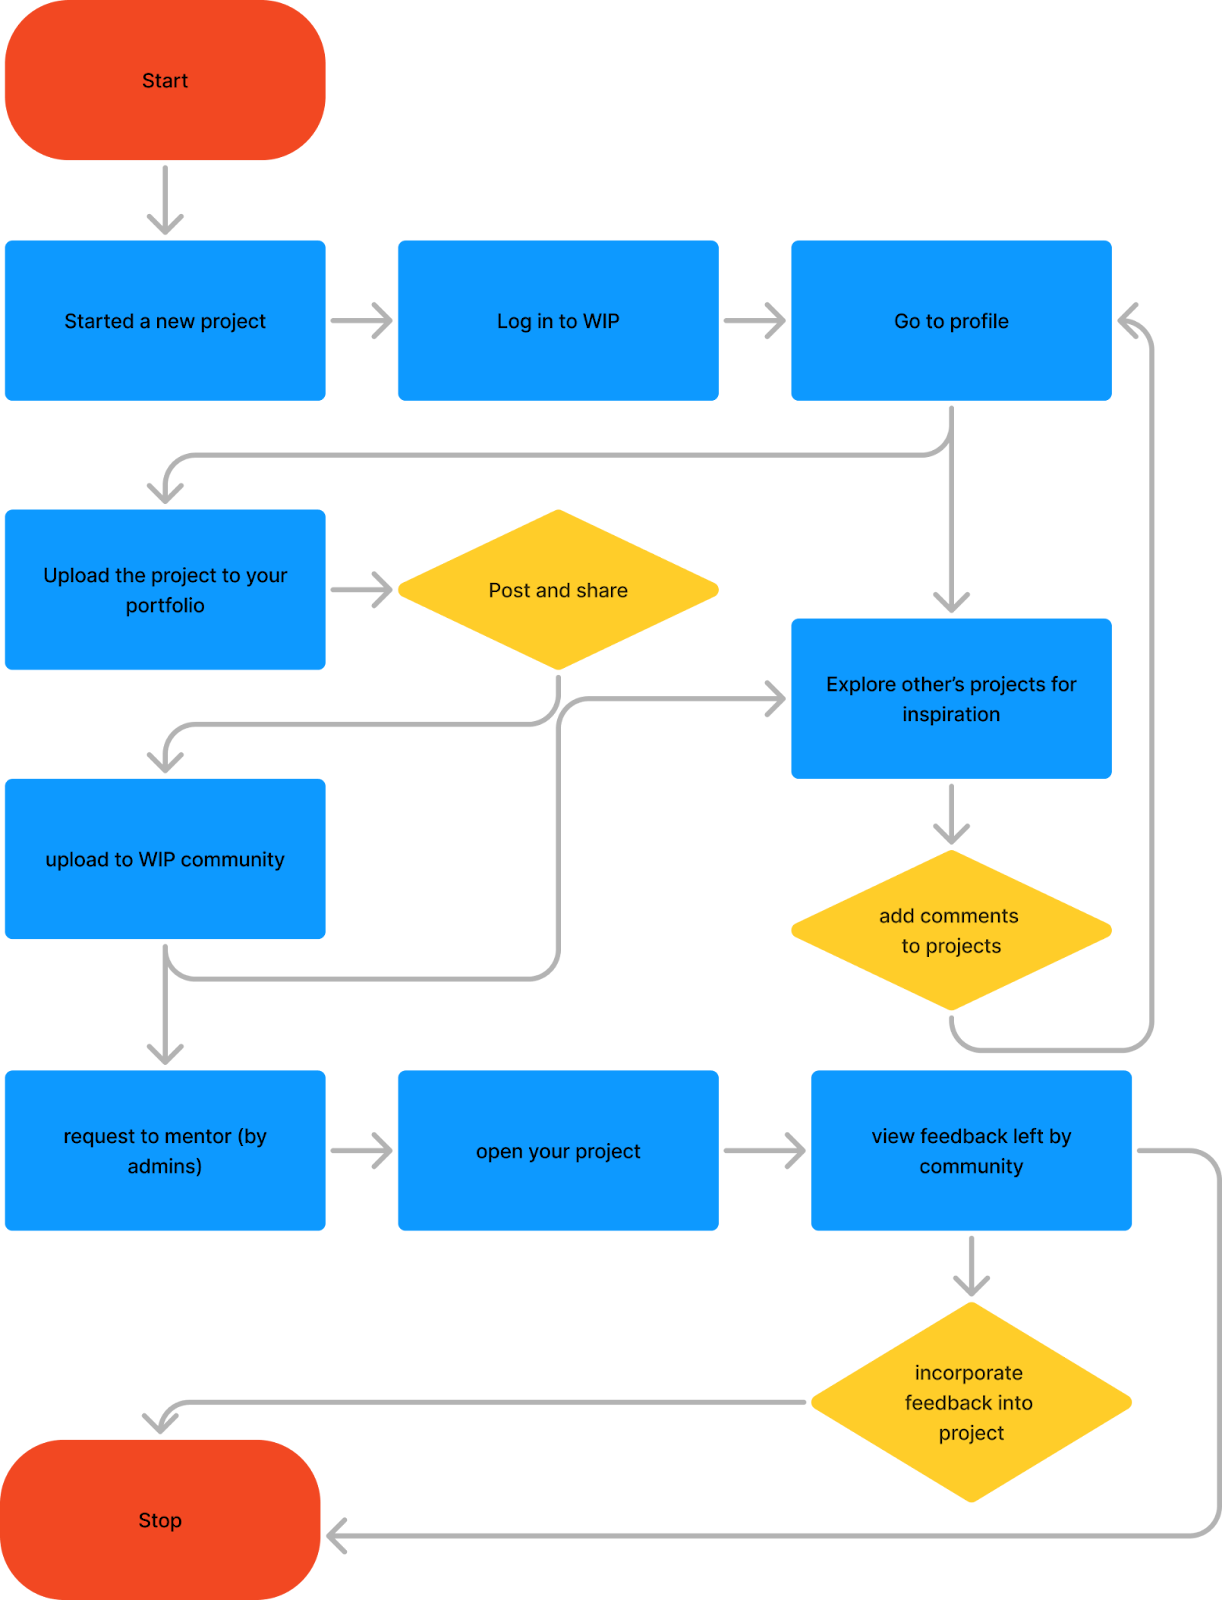 Start
Started a new project
Log in to WIP
Go to profile
Upload the project to your
portfolio
Post and share
Explore other’s projects for
inspiration
upload to WIP community
add comments
to projects
request to mentor (by
admins)
open your project
view feedback left by
community
incorporate
feedback into
project
Stop